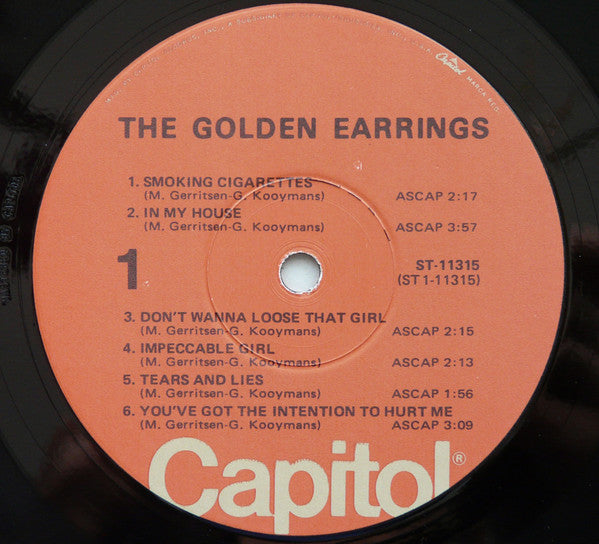 Capitol
MARCA REG.
THE GOLDEN EARRINGS
1. SMOKING CIGARETTES
(M. Gerritsen-G. Kooymans) ASCAP 2:17
2. IN MY HOUSE
(M. Gerritsen-G. Kooymans) ASCAP 3:57
1
ST-11315
(ST 1-11315)
3. DON'T WANNA LOOSE THAT GIRL
(M. Gerritsen-G. Kooymans) ASCAP 2:15
4. IMPECCABLE GIRL
(M. Gerritsen-G. Kooymans) ASCAP 2:13
5. TEARS AND LIES
(M. Gerritsen-G. Kooymans) ASCAP 1:56
6. YOU'VE GOT THE INTENTION TO HURT ME
(M. Gerritsen-G. Kooymans) ASCAP 3:09
Capitol®